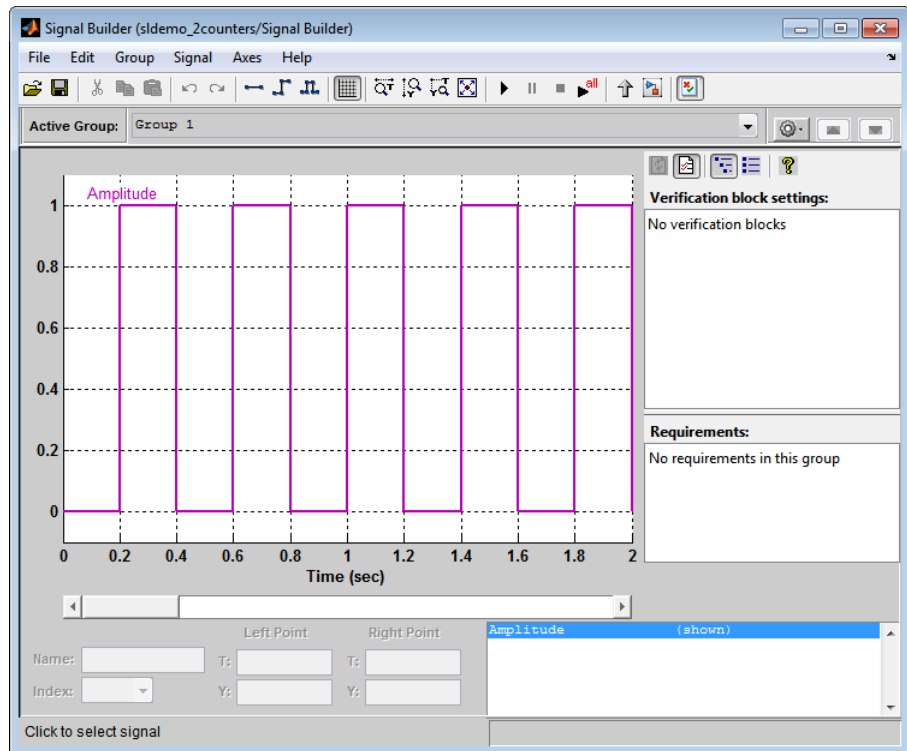 Signal Builder (sldemo_2counters/Signal Builder)
File Edit Group Signal Axes Help
all
Active Group: Group 1
Amplitude
1
0.8
0.6
0.4
0.2
0
0 0.2 0.4 0.6 0.8 1 1.2 1.4 1.6 1.8 2
Time (sec)
Verification block settings:
No verification blocks
Requirements:
No requirements in this group
Left Point Right Point
Name: T: T:
Index: Y: Y:
Amplitude (shown)
Click to select signal